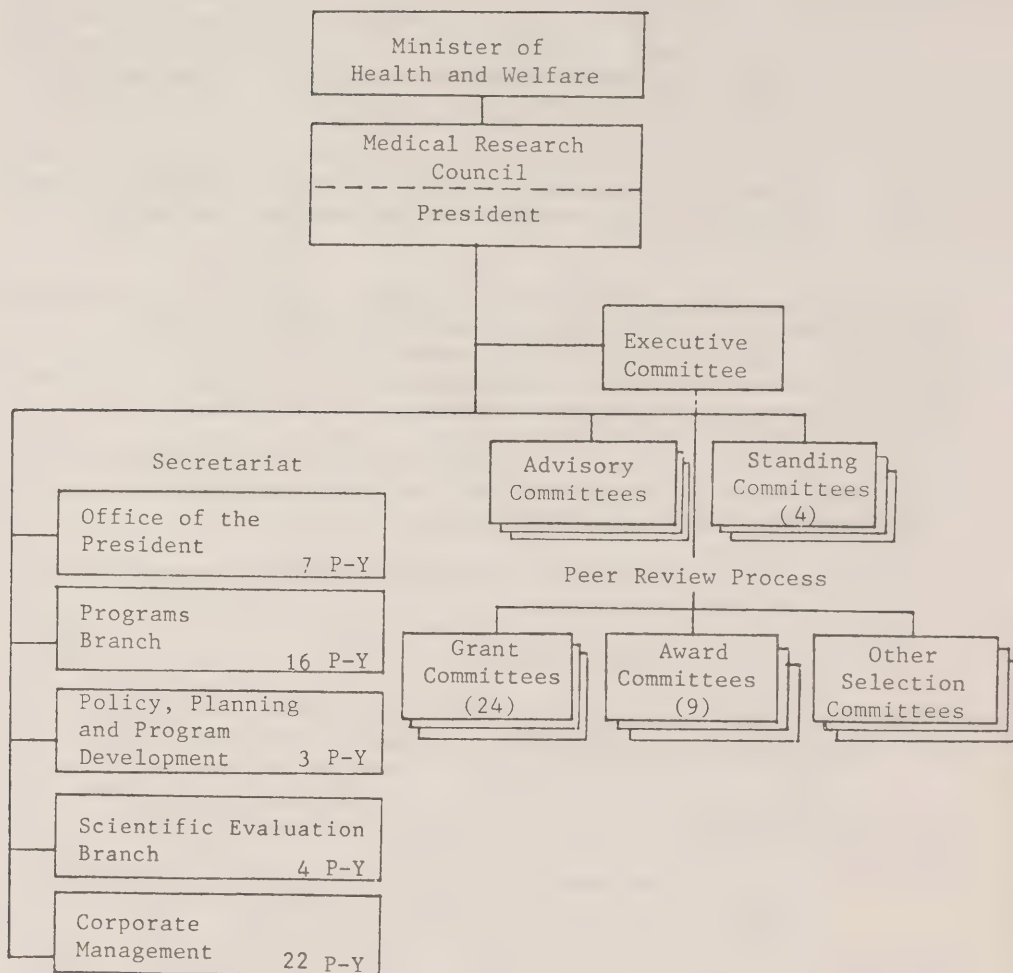 Minister of
Health and Welfare
Medical Research
Council
President
Executive
Committee
Secretariat
Advisory
Committees
Standing
Committees
(4)
Office of the
President
7 P-Y
Peer Review Process
Programs
Branch
16 P-Y
Grant
Committees
(24)
Award
Committees
(9)
Other
Selection
Committees
Policy, Planning
and Program
Development 3 P-Y
Scientific Evaluation
Branch
4 P-Y
Corporate
Management 22 P-Y